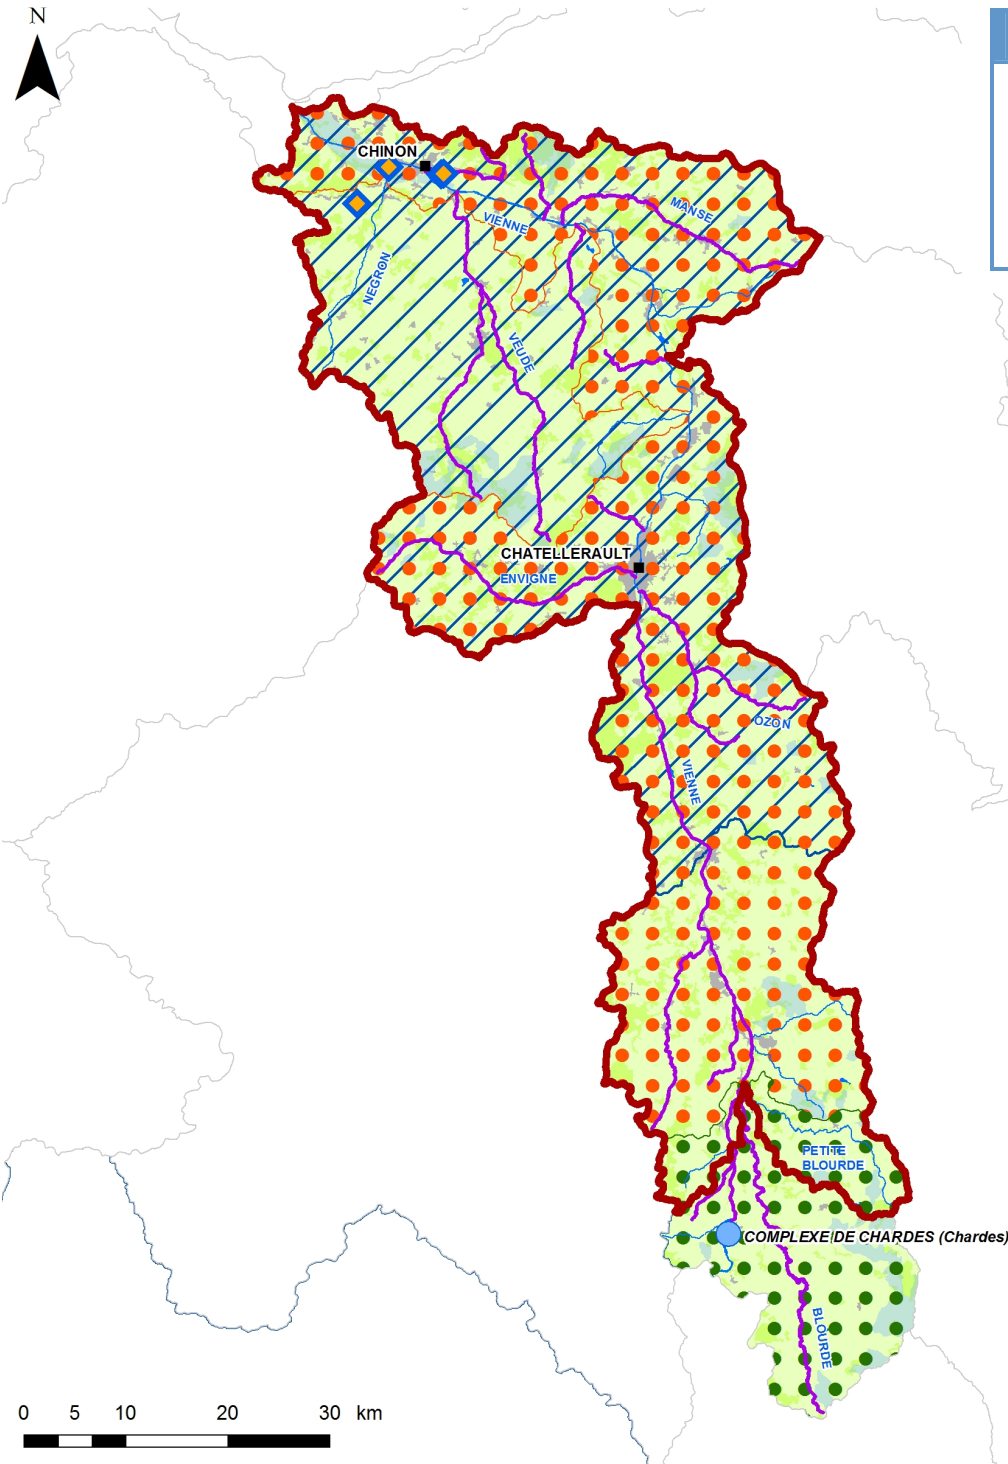 N
CHINON
MANSE
VIENNE
NEGRON
VEUDE
CHATELLERAULT
ENVIGNE
OZON
VIENNE
PETITE
BLOURDE
COMPLEXE DE CHARDES (Chardes)
BLOURDE
0 5 10 20 30 km